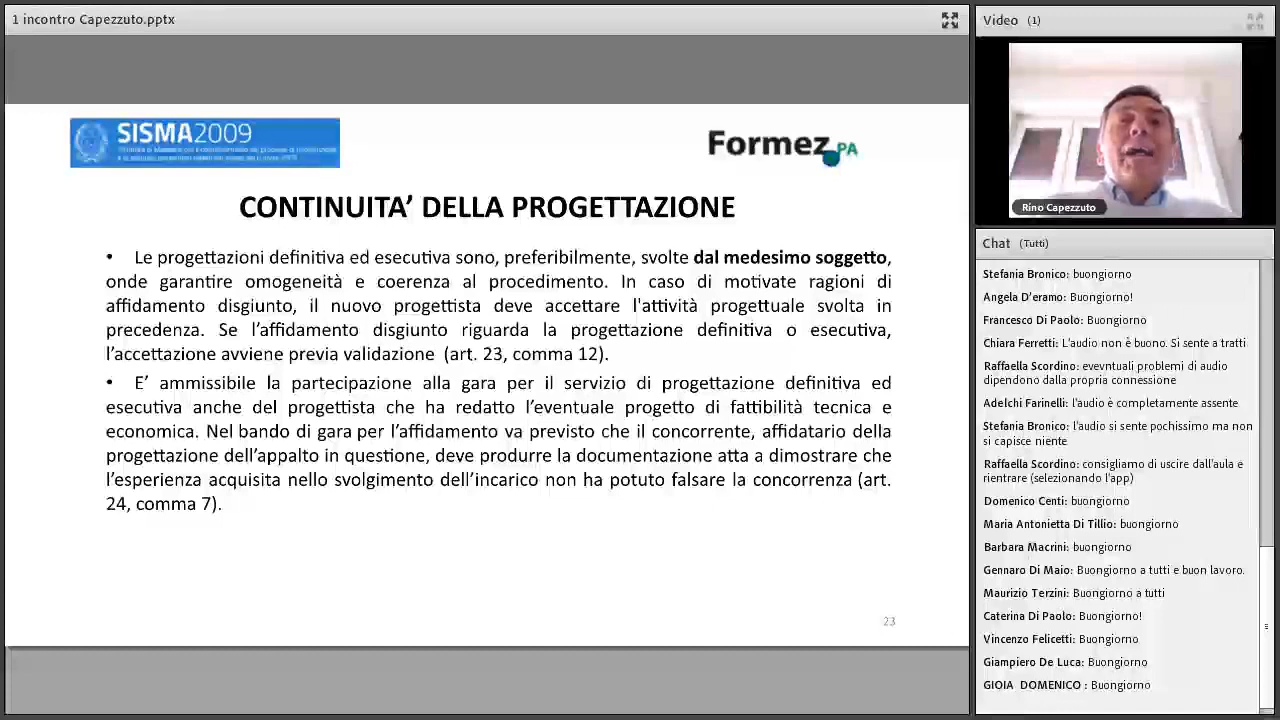 1 incontro Capezzuto.pptx
SISMA2009
Formez PA
CONTINUITA’ DELLA PROGETTAZIONE
• Le progettazioni definitiva ed esecutiva sono, preferibilmente, svolte dal medesimo soggetto,
onde garantire omogeneità e coerenza al procedimento. In caso di motivate ragioni di
affidamento disgiunto, il nuovo progettista deve accettare l'attività progettuale svolta in
precedenza. Se l’affidamento disgiunto riguarda la progettazione definitiva o esecutiva,
l’accettazione avviene previa validazione (art. 23, comma 12).
• E’ ammissibile la partecipazione alla gara per il servizio di progettazione definitiva ed
esecutiva anche del progettista che ha redatto l’eventuale progetto di fattibilità tecnica e
economica. Nel bando di gara per l’affidamento va previsto che il concorrente, affidatario della
progettazione dell’appalto in questione, deve produrre la documentazione atta a dimostrare che
l’esperienza acquisita nello svolgimento dell’incarico non ha potuto falsare la concorrenza (art.
24, comma 7).
23
Video (1)
Rino Capezzuto
Chat (Tutti)
Stefania Bronico: buongiorno
Angela D'eramo: Buongiorno!
Francesco Di Paolo: Buongiorno
Chiara Ferretti: L'audio non è buono. Si sente a tratti
Raffaella Scordino: evevntuali problemi di audio
dipendono dalla propria connessione
Adelchi Farinelli: l'audio è completamente assente
Stefania Bronico: l'audio si sente pochissimo ma non
si capisce niente
Raffaella Scordino: consigliamo di uscire dall'aula e
rientrare (selezionando l'app)
Domenico Centi: buongiorno
Maria Antonietta Di Tillio: buongiorno
Barbara Macrini: buongiorno
Gennaro Di Maio: Buongiorno a tutti e buon lavoro.
Maurizio Terzini: Buongiorno a tutti
Caterina Di Paolo: Buongiorno!
Vincenzo Felicetti: Buongiorno
Giampiero De Luca: Buongiorno
GIOIA DOMENICO : Buongiorno